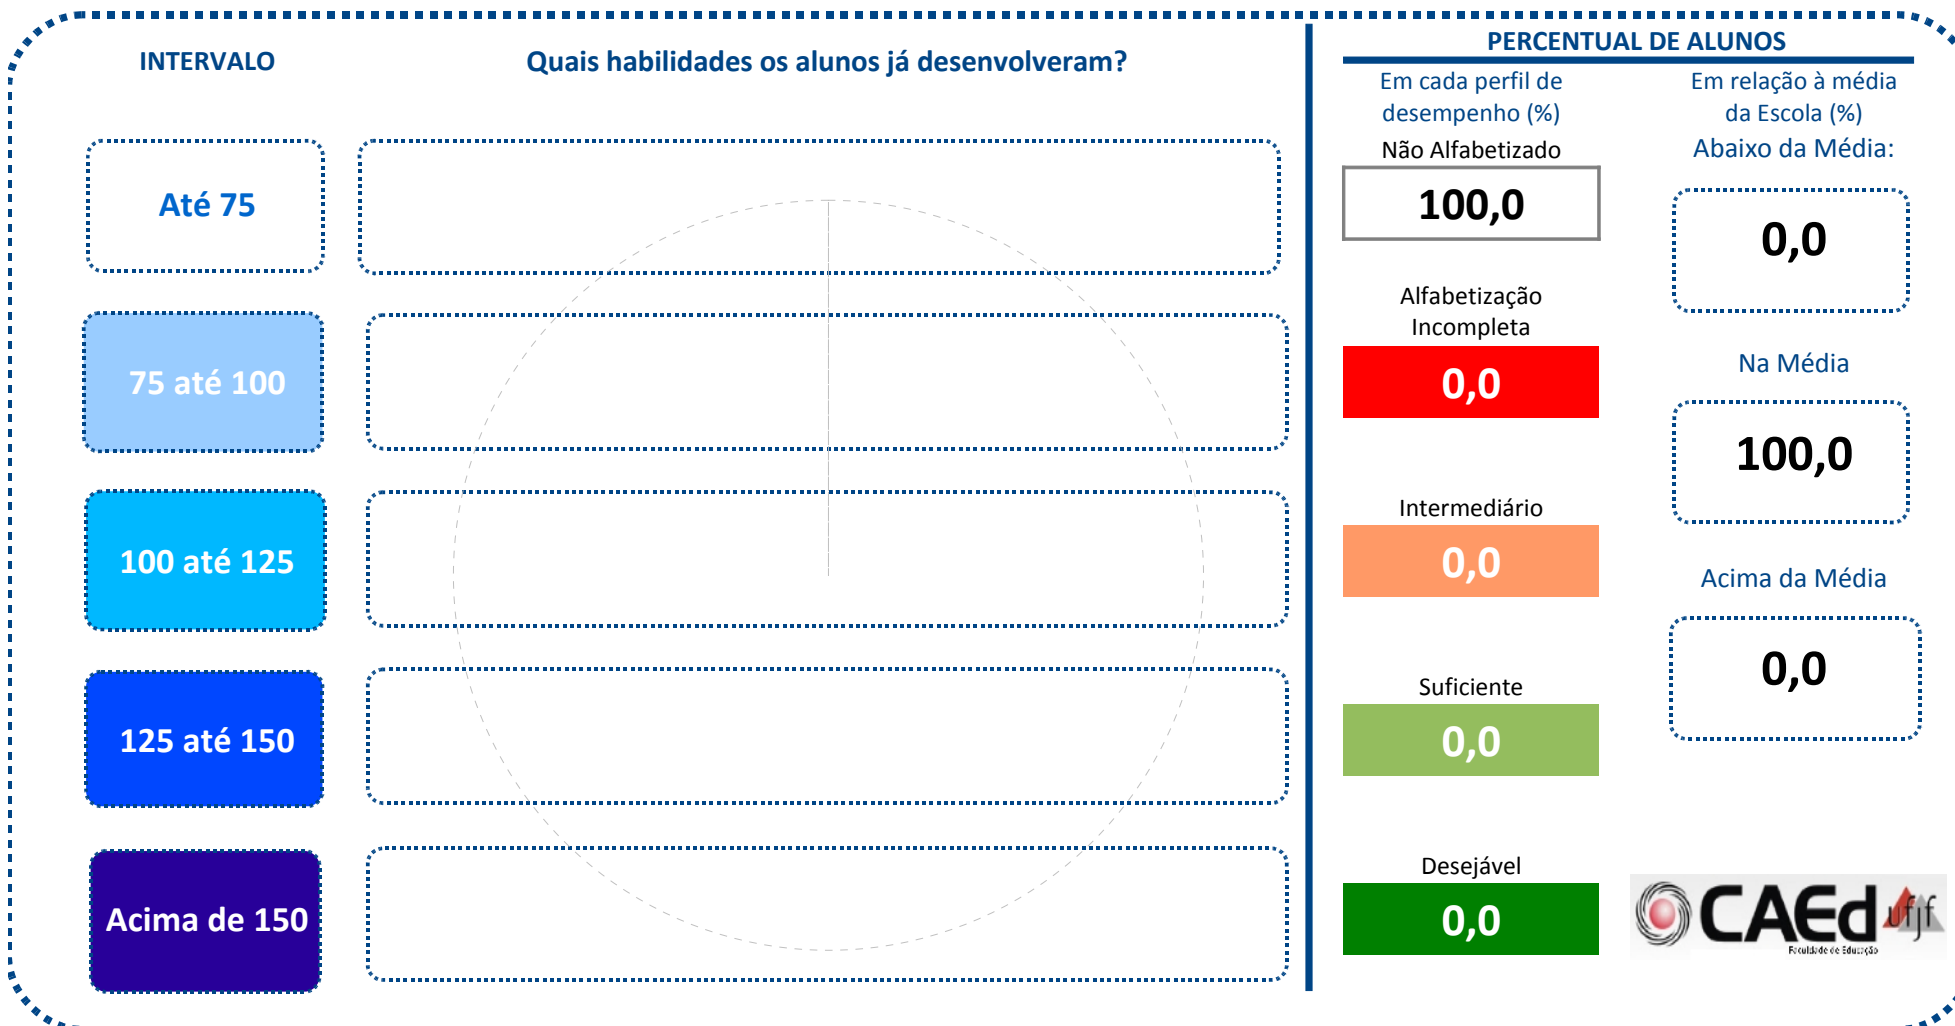 INTERVALO
Quais habilidades os alunos já desenvolveram?
Até 75
75 até 100
100 até 125
125 até 150
Acima de 150
PERCENTUAL DE ALUNOS
Em cada perfil de
desempenho (%)
Não Alfabetizado
100,0
Alfabetização
Incompleta
0,0
Intermediário
0,0
Suficiente
0,0
Desejável
0,0
Em relação à média
da Escola (%)
Abaixo da Média:
0,0
Na Média
100,0
Acima da Média
0,0
CAEd ufjf
Faculdade de Educação